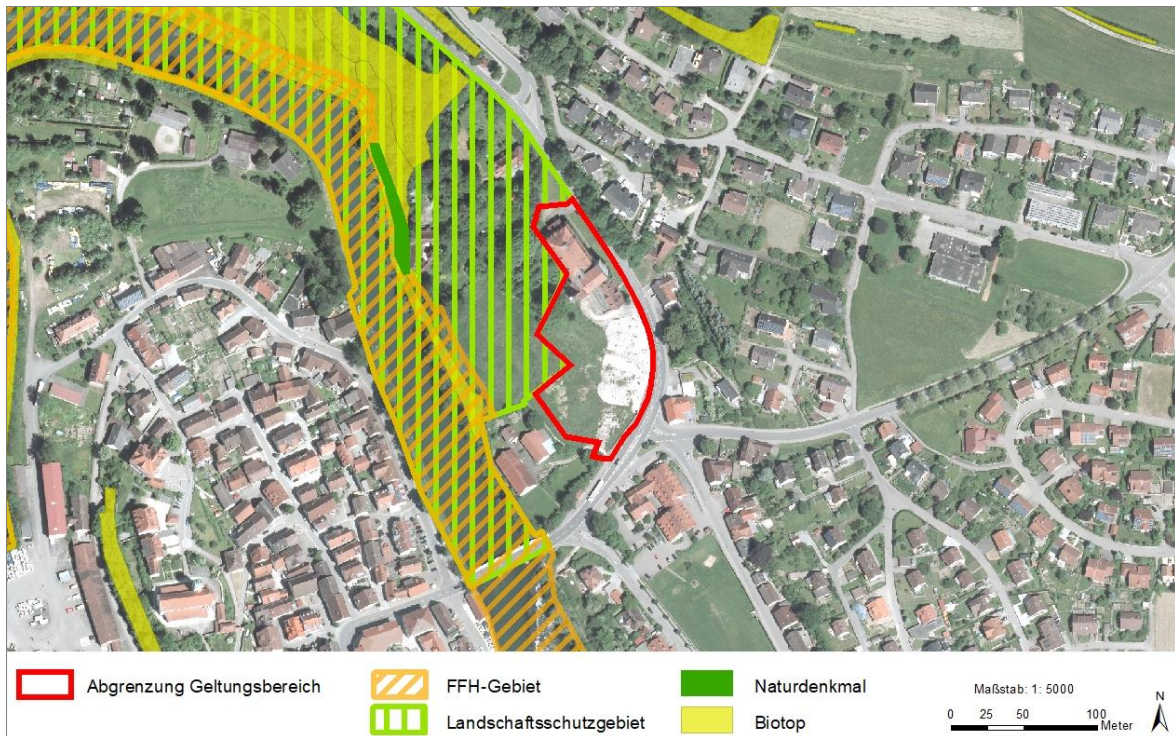 Abgrenzung Geltungsbereich
FFH-Gebiet
Landschaftsschutzgebiet
Naturdenkmal
Biotop
Maßstab: 1: 5000
0 25 50 100
Meter
N